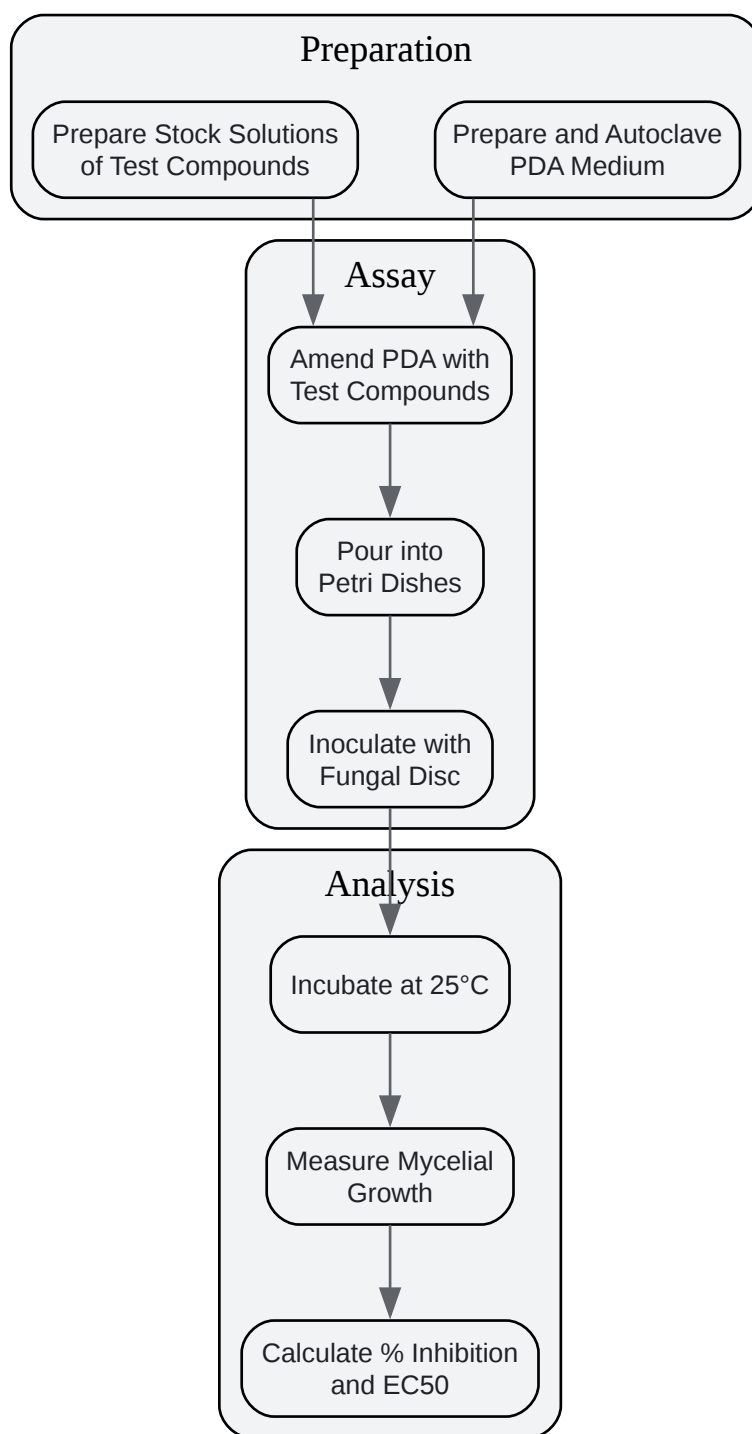 Preparation
Prepare Stock Solutions
of Test Compounds
Prepare and Autoclave
PDA Medium
Assay
Amend PDA with
Test Compounds
Pour into
Petri Dishes
Inoculate with
Fungal Disc
Analysis
Incubate at 25°C
Measure Mycelial
Growth
Calculate % Inhibition
and EC50